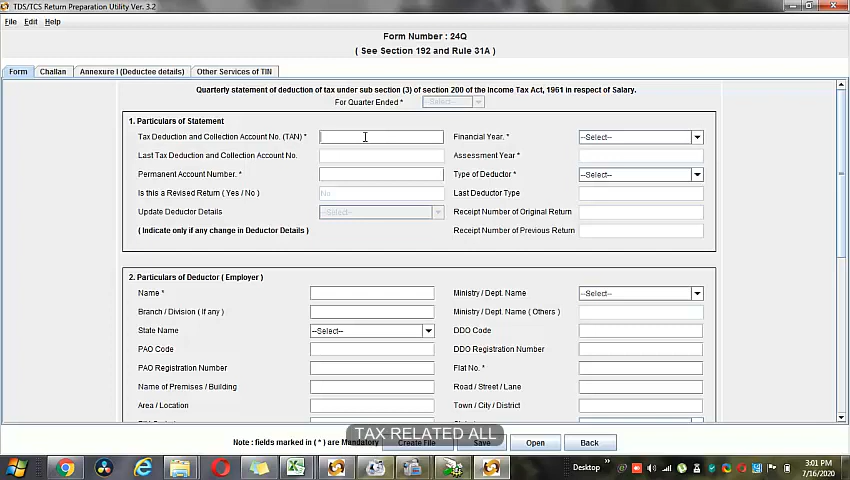 TDS/TCS Return Preparation Utility Ver. 3.2
File Edit Help
Form Number : 24Q
( See Section 192 and Rule 31A )
Form Challan Annexure I (Deductee details) Other Services of TIN
Quarterly statement of deduction of tax under sub section (3) of section 200 of the Income Tax Act, 1961 in respect of Salary.
For Quarter Ended * --Select--
1. Particulars of Statement
Tax Deduction and Collection Account No. (TAN) * Financial Year. * --Select--
Last Tax Deduction and Collection Account No. Assessment Year *
Permanent Account Number. * Type of Deductor * --Select--
Is this a Revised Return ( Yes / No ) No Last Deductor Type
Update Deductor Details --Select-- Receipt Number of Original Return
( Indicate only if any change in Deductor Details ) Receipt Number of Previous Return
2. Particulars of Deductor ( Employer )
Name * Ministry / Dept. Name --Select--
Branch / Division ( If any ) Ministry / Dept. Name ( Others )
State Name --Select-- DDO Code
PAO Code DDO Registration Number
PAO Registration Number Flat No. *
Name of Premises / Building Road / Street / Lane
Area / Location Town / City / District
TAX RELATED ALL
Note : fields marked in ( * ) are Mandatory Create File Save Open Back
Desktop
3:01 PM
7/16/2020